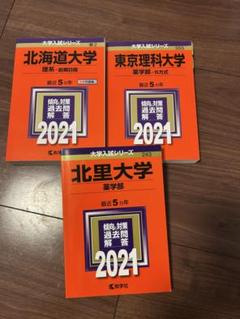 大学入試シリーズ
北海道大学
理系-前期日程
最近5カ年
傾向と対策
過去問
解答
2021
大学入試シリーズ
東京理科大学
薬学部-B方式
最近5カ年
傾向と対策
過去問
解答
2021
大学入試シリーズ
243
北里大学
薬学部
最近5カ年
傾向と対策
過去問
解答
2021
教学社